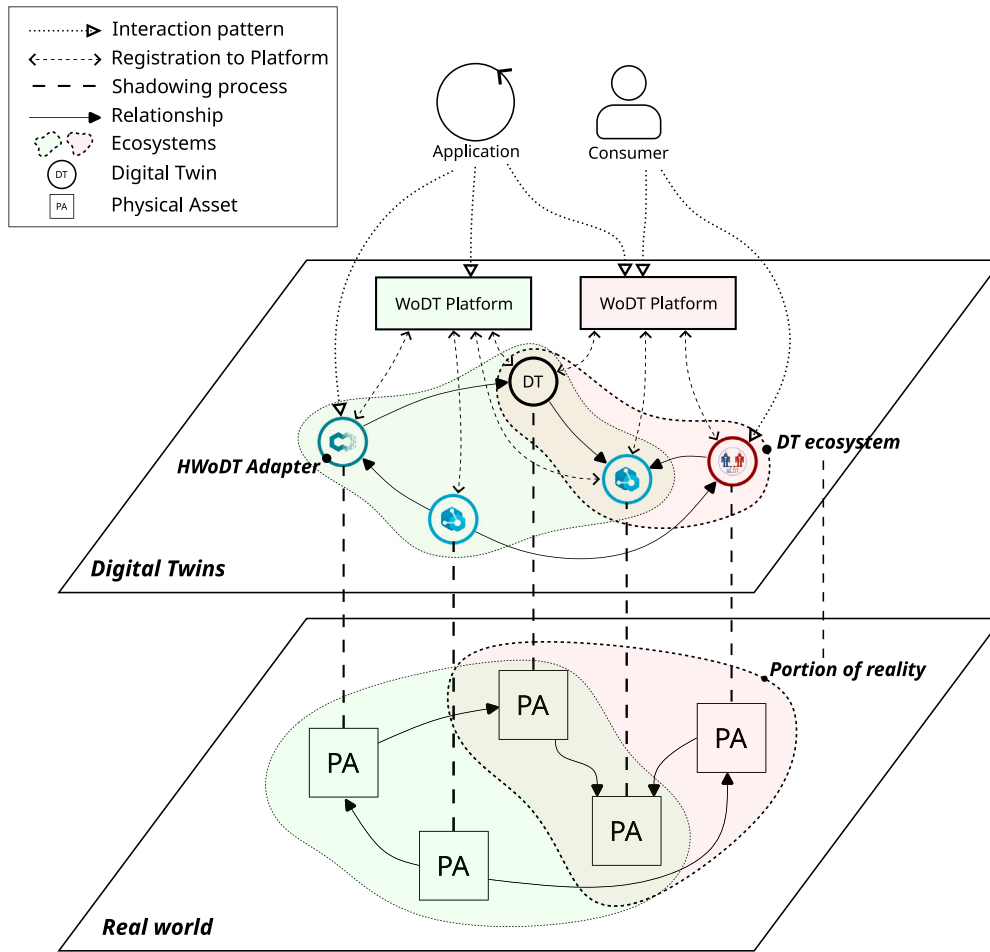 Interaction pattern
Registration to Platform
Shadowing process
Relationship
Ecosystems
DT
Digital Twin
PA
Physical Asset
Application
Consumer
WoDT Platform
WoDT Platform
DT
HWoDT Adapter
DT ecosystem
SILDT
Digital Twins
Portion of reality
PA
PA
PA
PA
PA
Real world